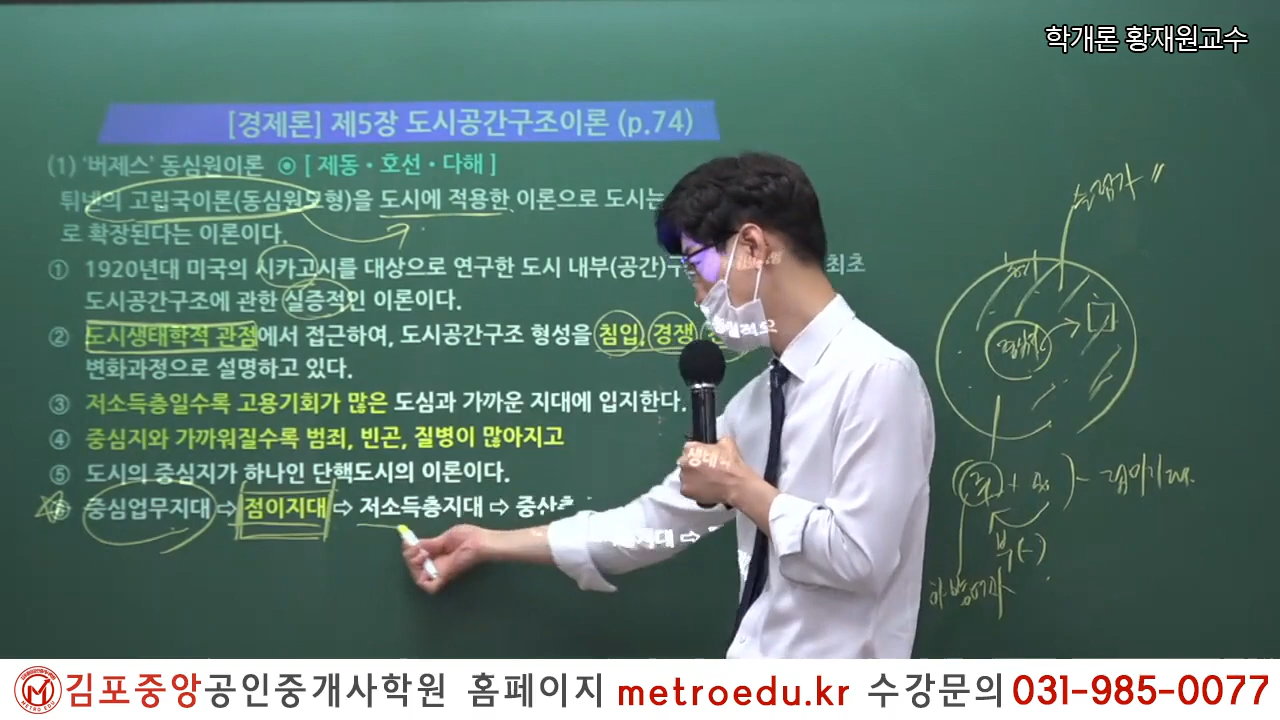 학개론 황재원교수
[경제론] 제5장 도시공간구조이론 (p.74)
(1) '버제스' 동심원이론 ◉ [ 제동・호선・다해 ]
튀넨의 고립국이론(동심원모형)을 도시에 적용한 이론으로 도시는
로 확장된다는 이론이다.
① 1920년대 미국의 시카고시를 대상으로 연구한 도시 내부(공간)구 최초
도시공간구조에 관한 실증적인 이론이다.
② 도시생태학적 관점에서 접근하여, 도시공간구조 형성을 침입, 경쟁
변화과정으로 설명하고 있다.
③ 저소득층일수록 고용기회가 많은 도심과 가까운 지대에 입지한다.
④ 중심지와 가까워질수록 범죄, 빈곤, 질병이 많아지고
⑤ 도시의 중심지가 하나인 단핵도시의 이론이다.
⑥ 중심업무지대 ⇨ 점이지대 ⇨ 저소득층지대 ⇨ 중산층
김포중앙공인중개사학원 홈페이지 metroedu.kr 수강문의 031-985-0077